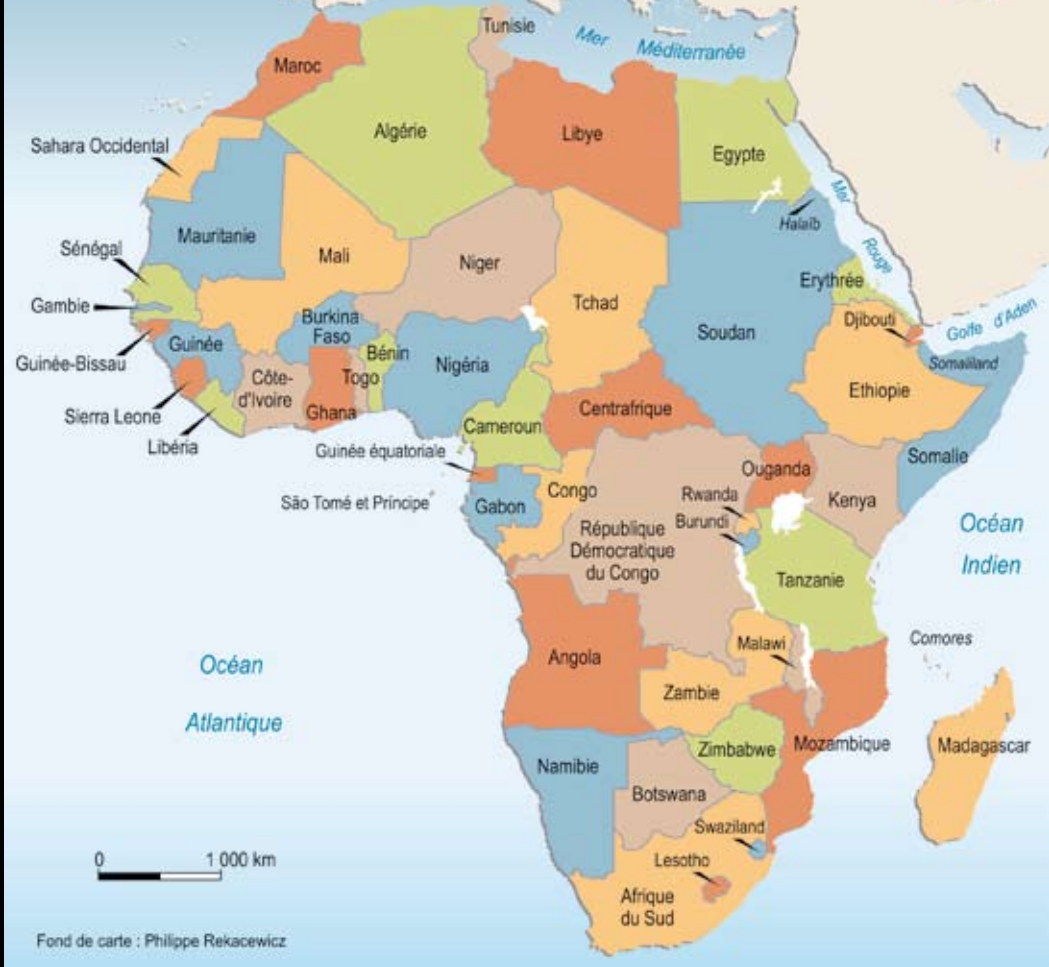 Tunisie
Mer Méditerranée
Maroc
Algérie
Libye
Egypte
Sahara Occidental
Mer Rouge
Halaïb
Mauritanie
Mali
Niger
Sénégal
Tchad
Erythrée
Gambie
Burkina
Faso
Soudan
Djibouti
Golfe d'Aden
Guinée
Guinée-Bissau
Bénin
Nigéria
Somaliland
Côte-
d'Ivoire
Togo
Ethiopie
Sierra Leone
Ghana
Centrafrique
Libéria
Cameroun
Guinée équatoriale
Somalie
Ouganda
São Tomé et Príncipe
Gabon
Congo
Rwanda
Kenya
Burundi
République
Démocratique
du Congo
Océan
Indien
Tanzanie
Comores
Malawi
Angola
Océan
Atlantique
Zambie
Mozambique
Madagascar
Zimbabwe
Namibie
Botswana
Swaziland
Lesotho
0 1 000 km
Afrique
du Sud
Fond de carte : Philippe Rekacewicz